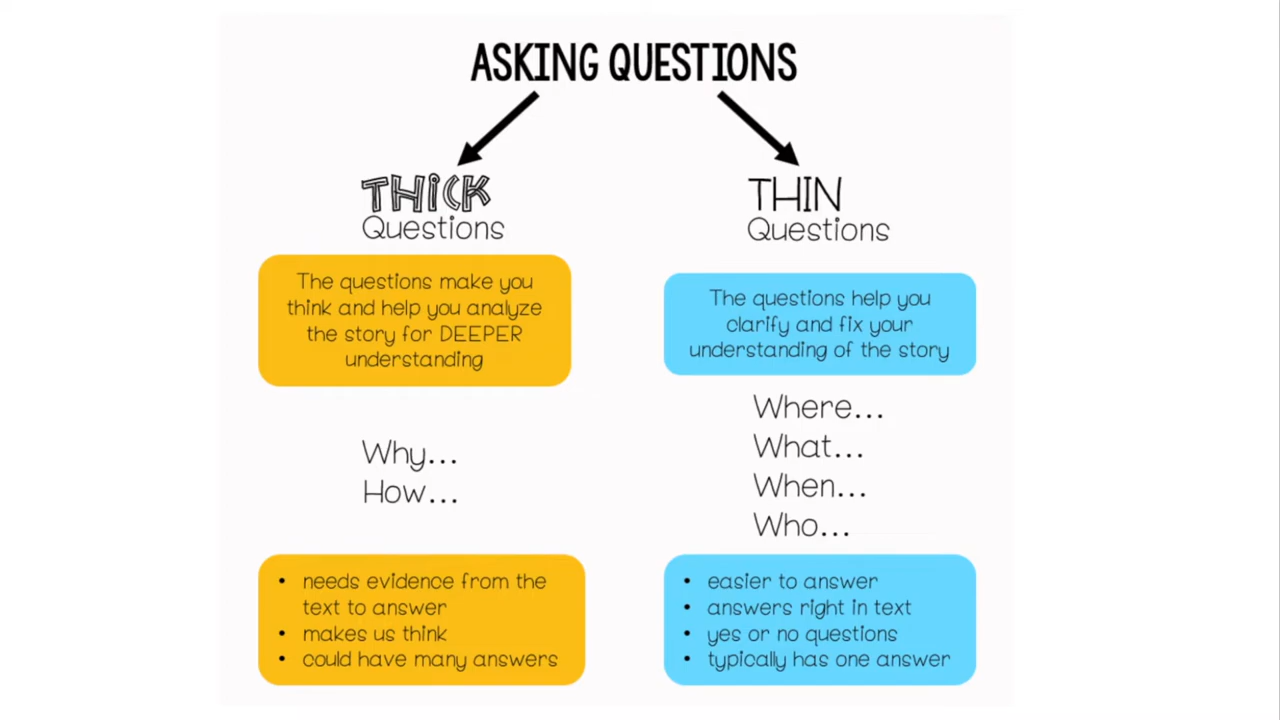 ASKING QUESTIONS
THiCK
Questions
The questions make you
think and help you analyze
the story for DEEPER
understanding
Why...
How...
• needs evidence from the
text to answer
• makes us think
• could have many answers
THIN
Questions
The questions help you
clarify and fix your
understanding of the story
Where...
What...
When...
Who...
• easier to answer
• answers right in text
• yes or no questions
• typically has one answer